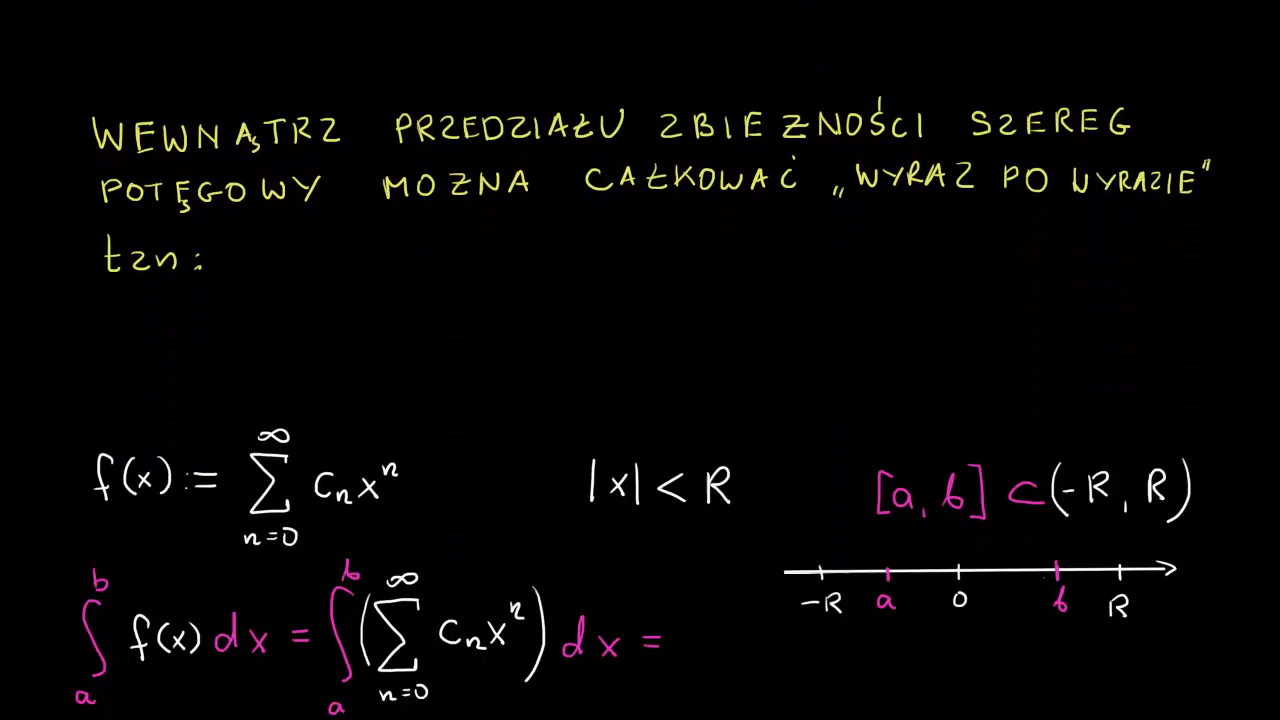 WEWNĄTRZ PRZEDZIAŁU ZBIEŻNOŚCI SZEREG
POTĘGOWY MOŻNA CAŁKOWAĆ „WYRAZ PO WYRAZIE"
tzn:
f(x) := ∑_{n=0}^{∞} c_n x^n |x| < R [a, b] ⊂ (-R, R)
-R a 0 b R
∫_a^b f(x) dx = ∫_a^b (∑_{n=0}^{∞} c_n x^n) dx =